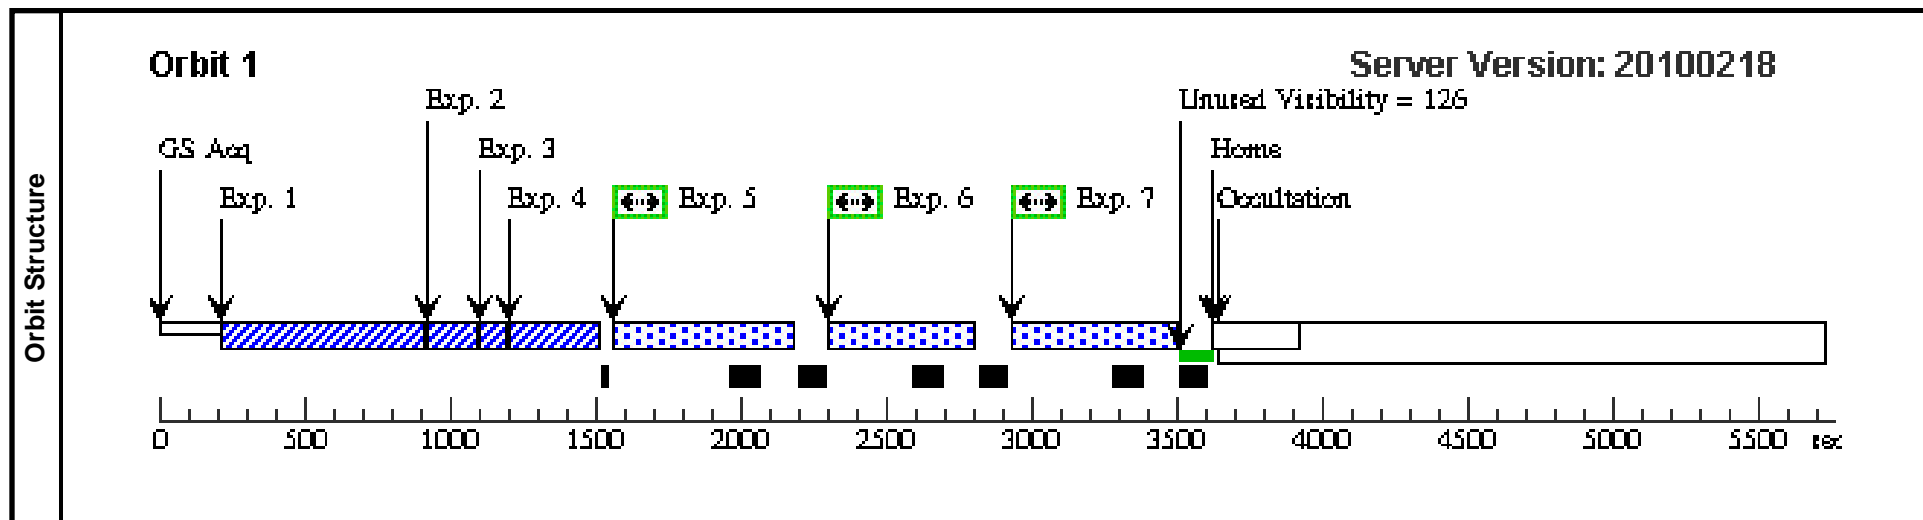 Orbit Structure
Orbit 1
Server Version: 20100218
Exp. 2
Unused Visibility = 126
GS Acq
Exp. 3
Home
Exp. 1
Exp. 4
Exp. 5
Exp. 6
Exp. 7
Occultation
0 500 1000 1500 2000 2500 3000 3500 4000 4500 5000 5500 sec